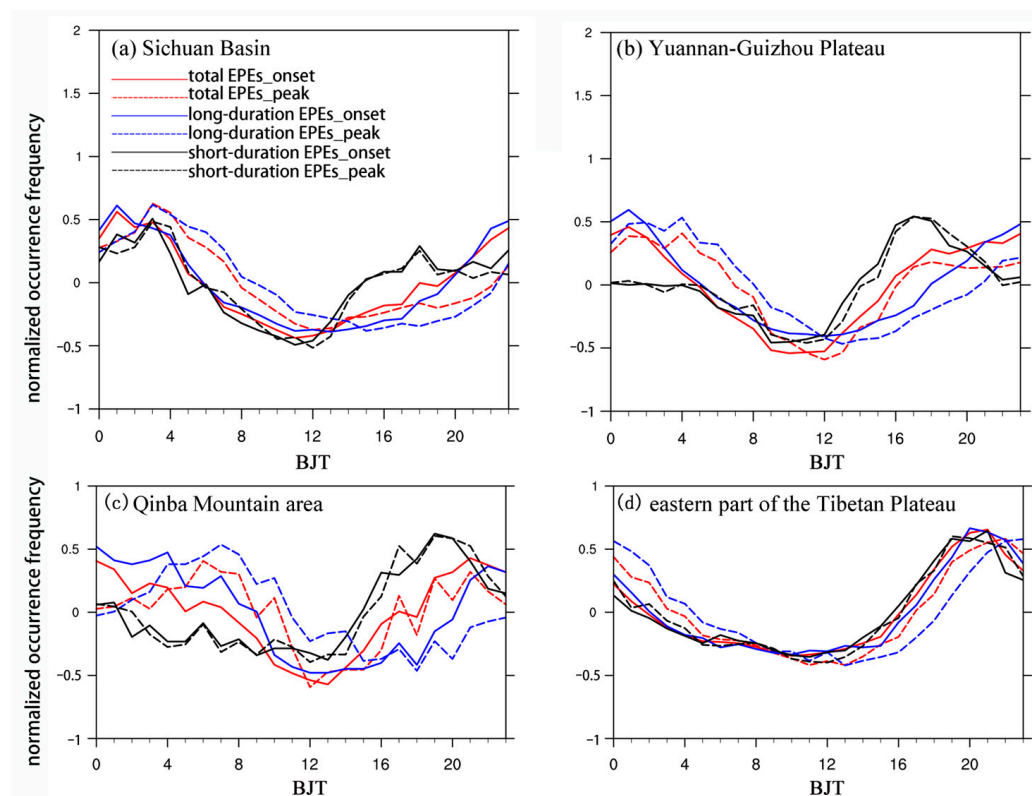 (a) Sichuan Basin
total EPEs_onset
total EPEs_peak
long-duration EPEs_onset
long-duration EPEs_peak
short-duration EPEs_onset
short-duration EPEs_peak
normalized occurrence frequency
2
1.5
1
0.5
0
−0.5
−1
0 4 8 12 16 20
BJT
(b) Yuannan-Guizhou Plateau
2
1.5
1
0.5
0
−0.5
−1
0 4 8 12 16 20
BJT
(c) Qinba Mountain area
normalized occurrence frequency
1
0.5
0
−0.5
−1
0 4 8 12 16 20
BJT
(d) eastern part of the Tibetan Plateau
1
0.5
0
−0.5
−1
0 4 8 12 16 20
BJT